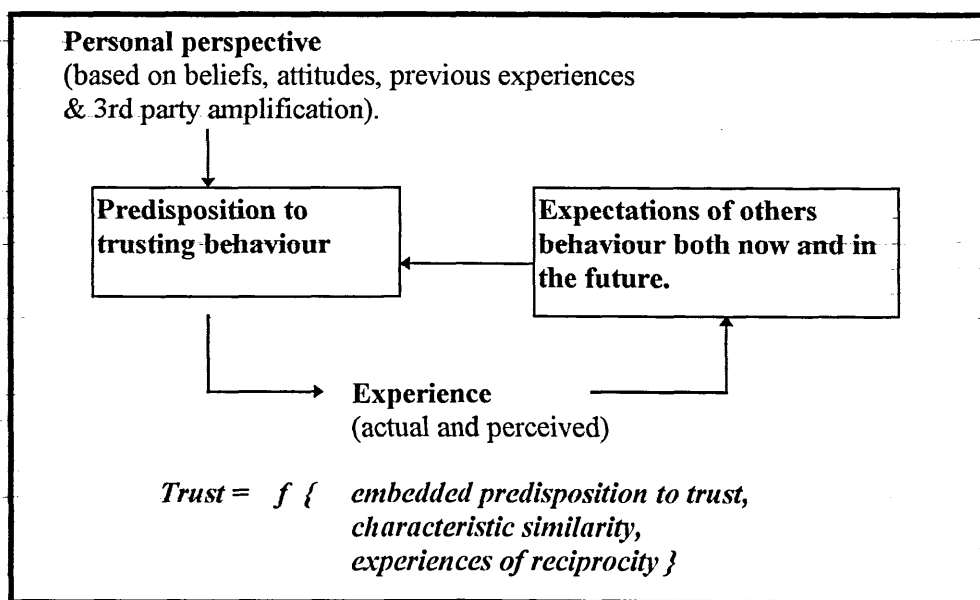 Personal perspective
(based on beliefs, attitudes, previous experiences
& 3rd party amplification).
Predisposition to
trusting behaviour
Expectations of others
behaviour both now and in
the future.
Experience
(actual and perceived)
Trust = f { embedded predisposition to trust,
characteristic similarity,
experiences of reciprocity }